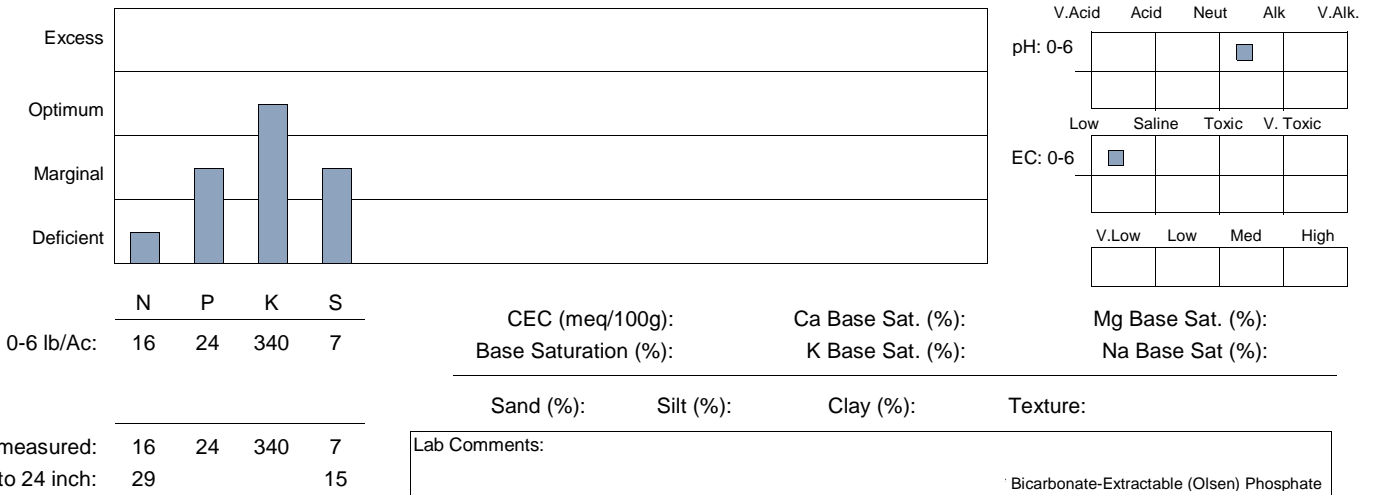 V.Acid Acid Neut Alk V.Alk.
Excess
pH: 0-6
Optimum
Low Saline Toxic V. Toxic
EC: 0-6
Marginal
Deficient
V.Low Low Med High
N P K S
CEC (meq/100g): Ca Base Sat. (%): Mg Base Sat. (%):
0-6 lb/Ac: 16 24 340 7
Base Saturation (%): K Base Sat. (%): Na Base Sat (%):
Sand (%): Silt (%): Clay (%): Texture:
measured: 16 24 340 7
Lab Comments:
to 24 inch: 29 15
Bicarbonate-Extractable (Olsen) Phosphate